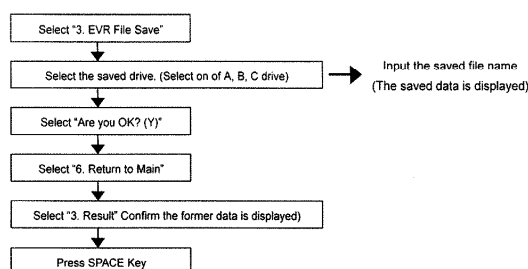 Select “3. EVR File Save”
Select the saved drive. (Select on of A, B, C drive)
Input the saved file name
(The saved data is displayed)
Select “Are you OK? (Y)”
Select “6. Return to Main”
Select “3. Result” Confirm the former data is displayed)
Press SPACE Key